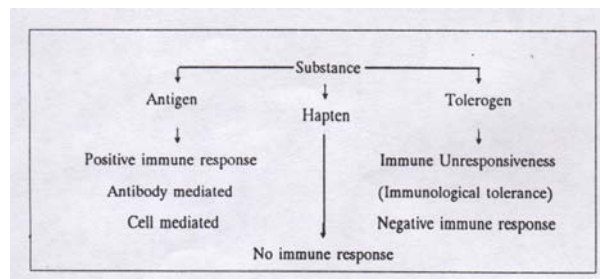 Substance
Antigen
Hapten
Tolerogen
Positive immune response
Antibody mediated
Cell mediated
Immune Unresponsiveness
(Immunological tolerance)
Negative immune response
No immune response